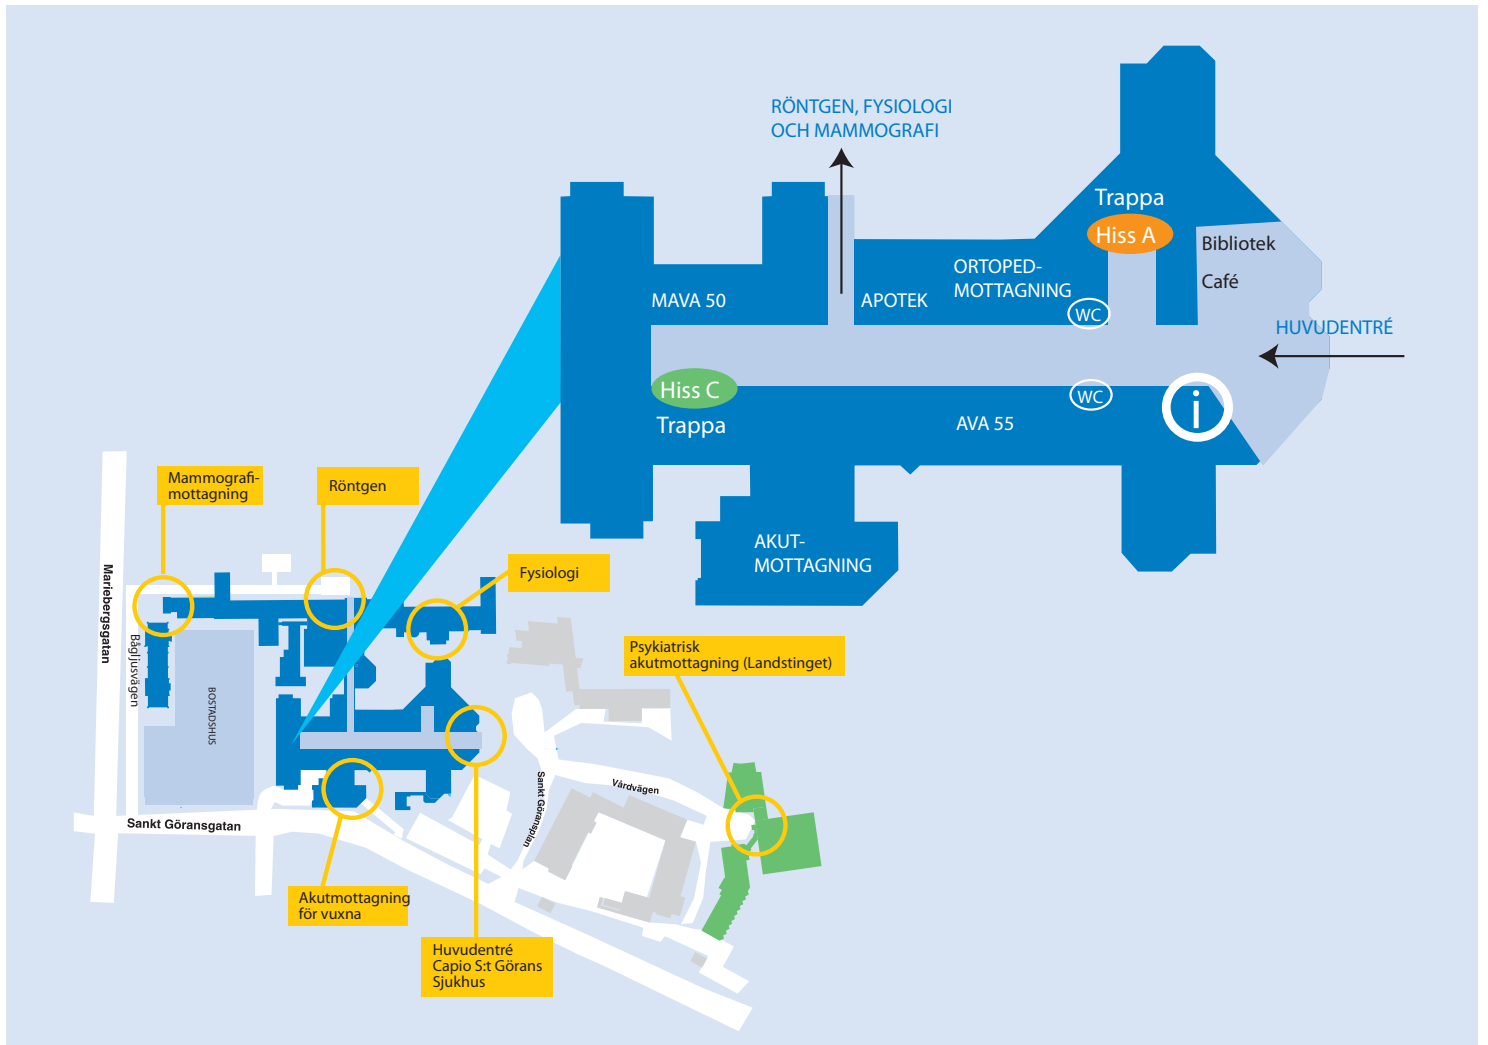 RÖNTGEN, FYSIOLOGI
OCH MAMMOGRAFI
Trappa
Hiss A
Bibliotek
Café
ORTOPED-
MOTTAGNING
MAVA 50
APOTEK
WC
HUVUDENTRÉ
Hiss C
Trappa
WC
i
AVA 55
AKUT-
MOTTAGNING
Mammografi-
mottagning
Röntgen
Fysiologi
Psykiatrisk
akutmottagning (Landstinget)
Mariebergsgatan
Bågljusvägen
BOSTADSHUS
Sankt Göransplan
Vårdvägen
Sankt Göransgatan
Akutmottagning
för vuxna
Huvudentré
Capio S:t Görans
Sjukhus